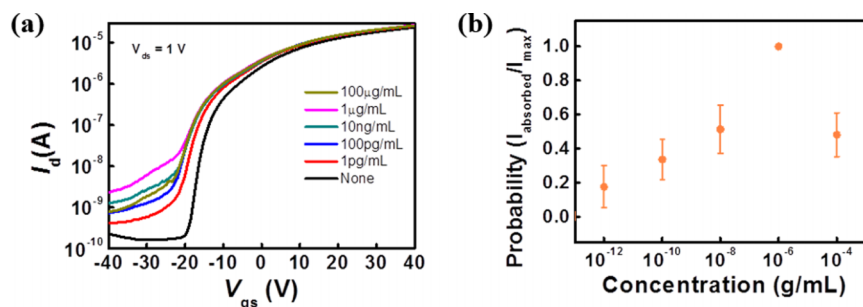 (a)
10⁻⁵
10⁻⁶
10⁻⁷
10⁻⁸
10⁻⁹
10⁻¹⁰
I_d(A)
V_ds = 1 V
100μg/mL
1μg/mL
10ng/mL
100pg/mL
1pg/mL
None
-40 -30 -20 -10 0 10 20 30 40
V_gs (V)
(b)
Probability (I_absorbed/I_max)
1.0
0.8
0.6
0.4
0.2
0.0
10⁻¹² 10⁻¹⁰ 10⁻⁸ 10⁻⁶ 10⁻⁴
Concentration (g/mL)